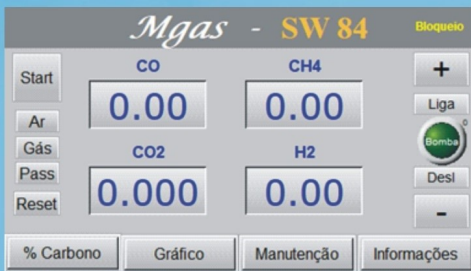 Mgas - SW 84
Bloqueio
Start
CO
CH4
+
0.00
0.00
Liga
Ar
Bomba
Gás
CO2
H2
Pass
Desl
0.000
0.00
Reset
-
% Carbono
Gráfico
Manutenção
Informações